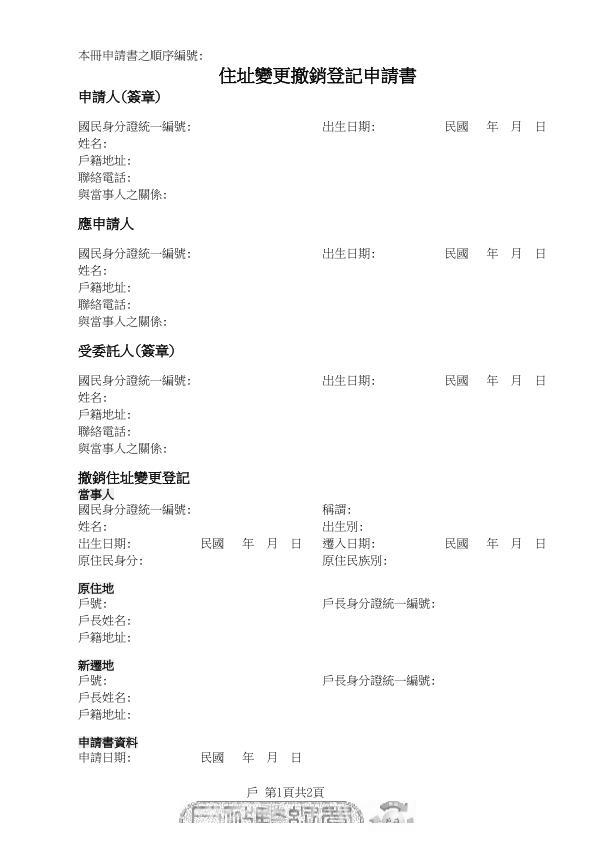 本冊申請書之順序編號:
住址變更撤銷登記申請書
申請人(簽章)
國民身分證統一編號: 出生日期: 民國 年 月 日
姓名:
戶籍地址:
聯絡電話:
與當事人之關係:
應申請人
國民身分證統一編號: 出生日期: 民國 年 月 日
姓名:
戶籍地址:
聯絡電話:
與當事人之關係:
受委託人(簽章)
國民身分證統一編號: 出生日期: 民國 年 月 日
姓名:
戶籍地址:
聯絡電話:
與當事人之關係:
撤銷住址變更登記
當事人
國民身分證統一編號: 稱謂:
姓名: 出生別:
出生日期: 民國 年 月 日 遷入日期: 民國 年 月 日
原住民身分: 原住民族別:
原住地
戶號: 戶長身分證統一編號:
戶長姓名:
戶籍地址:
新遷地
戶號: 戶長身分證統一編號:
戶長姓名:
戶籍地址:
申請書資料
申請日期: 民國 年 月 日
戶 第1頁共2頁